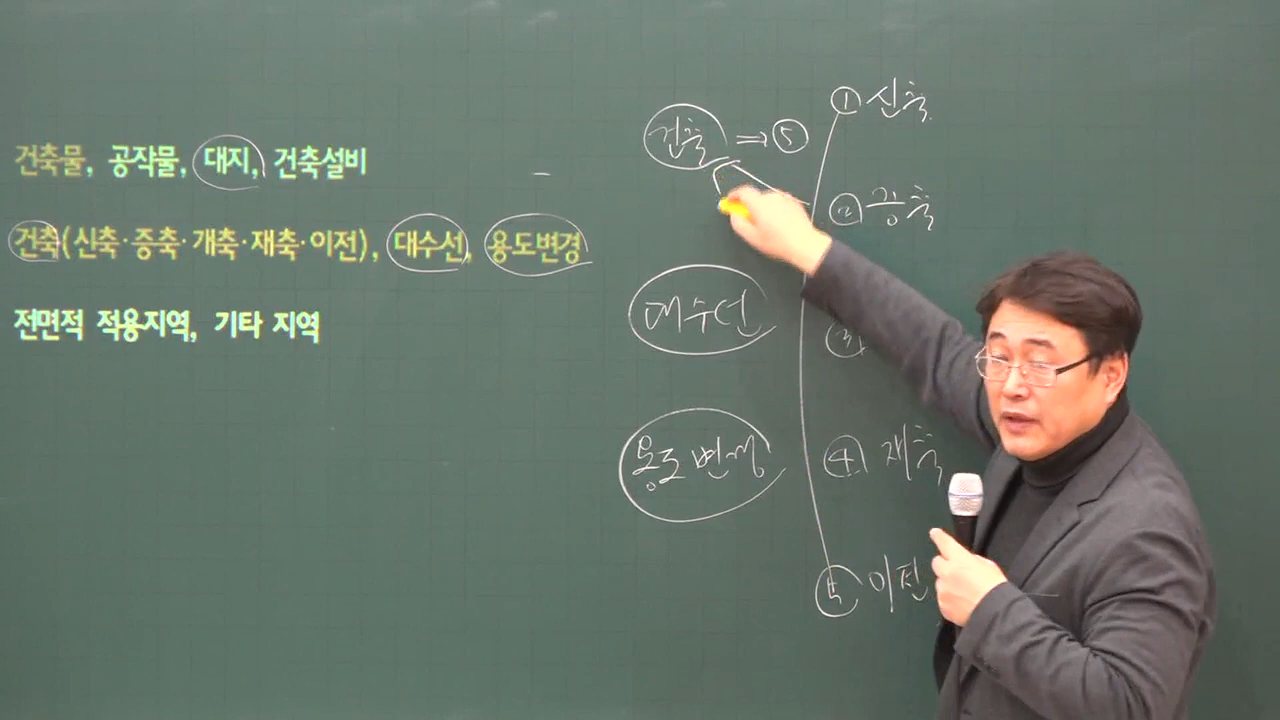 건축물, 공작물, 대지, 건축설비
건축(신축·증축·개축·재축·이전), 대수선, 용도변경
전면적 적용지역, 기타 지역
건축 ⇒ ⑤
대수선
용도변경
① 신축
② 증축
③
④ 재축
⑤ 이전